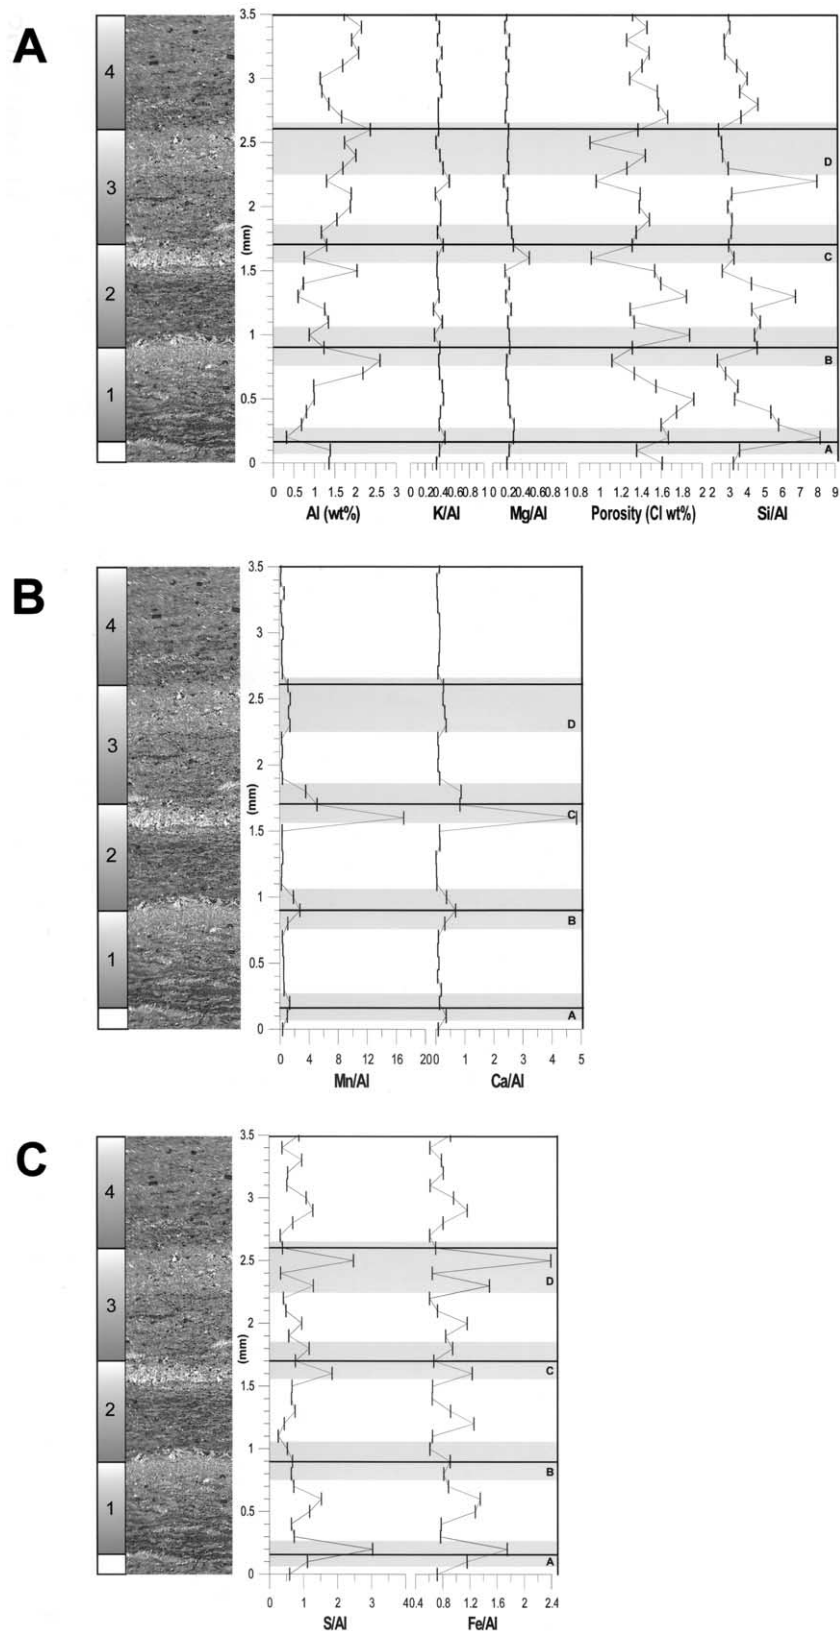 A
4
3
2
1
3.5
3
2.5
2
(mm)
1.5
1
0.5
0
D
C
B
A
0 0.5 1 1.5 2 2.5 3
0 0.2 0.4 0.6 0.8 1
0 0.2 0.4 0.6 0.8 1
0.8 1 1.2 1.4 1.6 1.8 2
2 3 4 5 6 7 8 9
Al (wt%) K/Al Mg/Al Porosity (Cl wt%) Si/Al
B
4
3
2
1
3.5
3
2.5
2
(mm)
1.5
1
0.5
0
D
C
B
A
0 4 8 12 16 20
0 1 2 3 4 5
Mn/Al Ca/Al
C
4
3
2
1
3.5
3
2.5
2
(mm)
1.5
1
0.5
0
D
C
B
A
0 1 2 3 4
0.4 0.8 1.2 1.6 2 2.4
S/Al Fe/Al